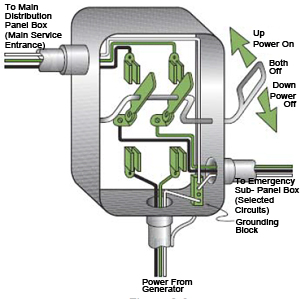 To Main
Distribution
Panel Box
(Main Service
Entrance)
Up
Power On
Both
Off
Down
Power
Off
To Emergency
Sub- Panel Box
(Selected
Circuits)
Grounding
Block
Power From
Generator